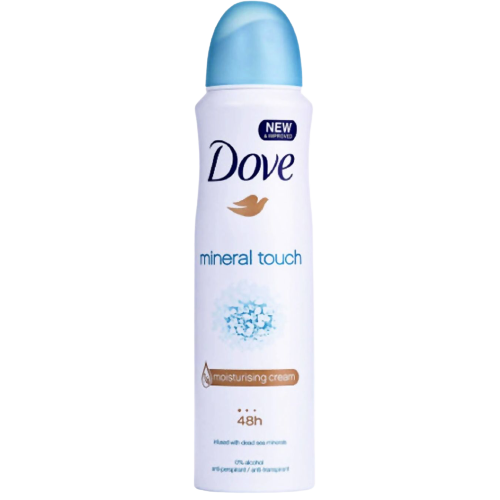 NEW
& IMPROVED
Dove
mineral touch
moisturising cream
48h
infused with dead sea minerals
0% alcohol
anti-perspirant / anti-transpirant